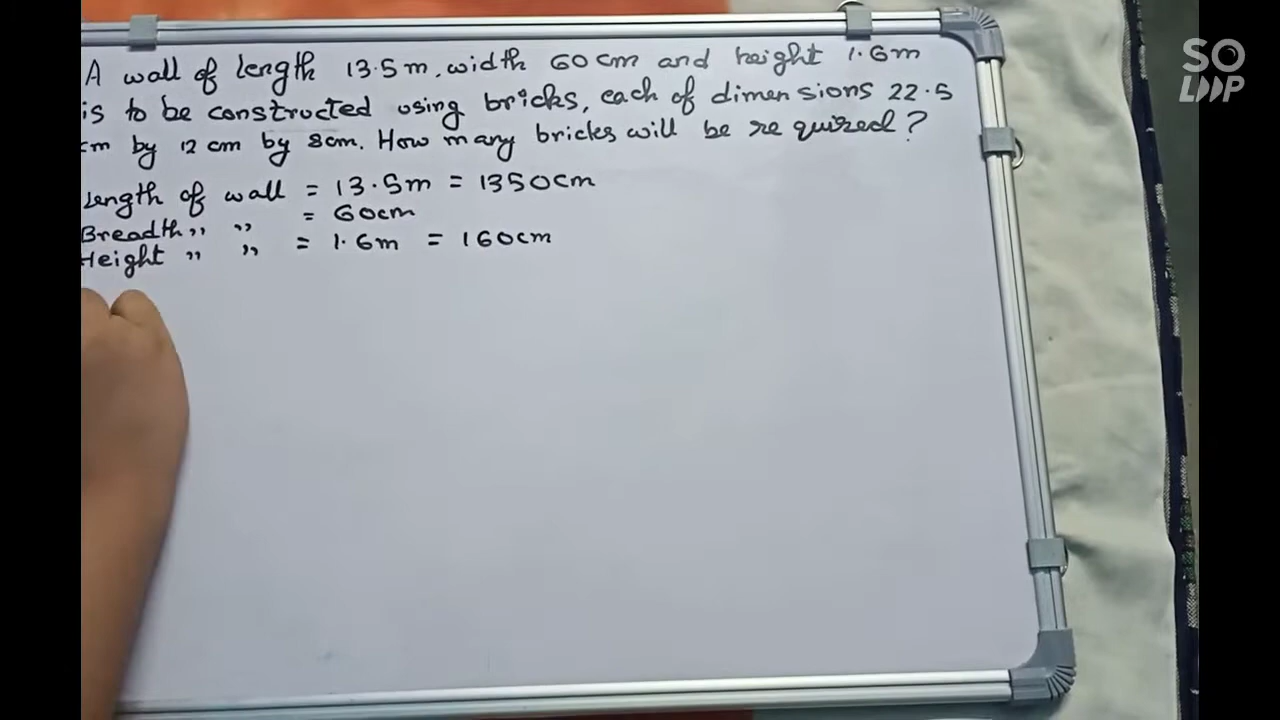 A wall of length 13.5m, width 60cm and height 1.6m
is to be constructed using bricks, each of dimensions 22.5
cm by 12 cm by 8cm. How many bricks will be required?
Length of wall = 13.5m = 1350cm
Breadth ,, ,, = 60cm
Height ,, ,, = 1.6m = 160cm
SO
LOOP